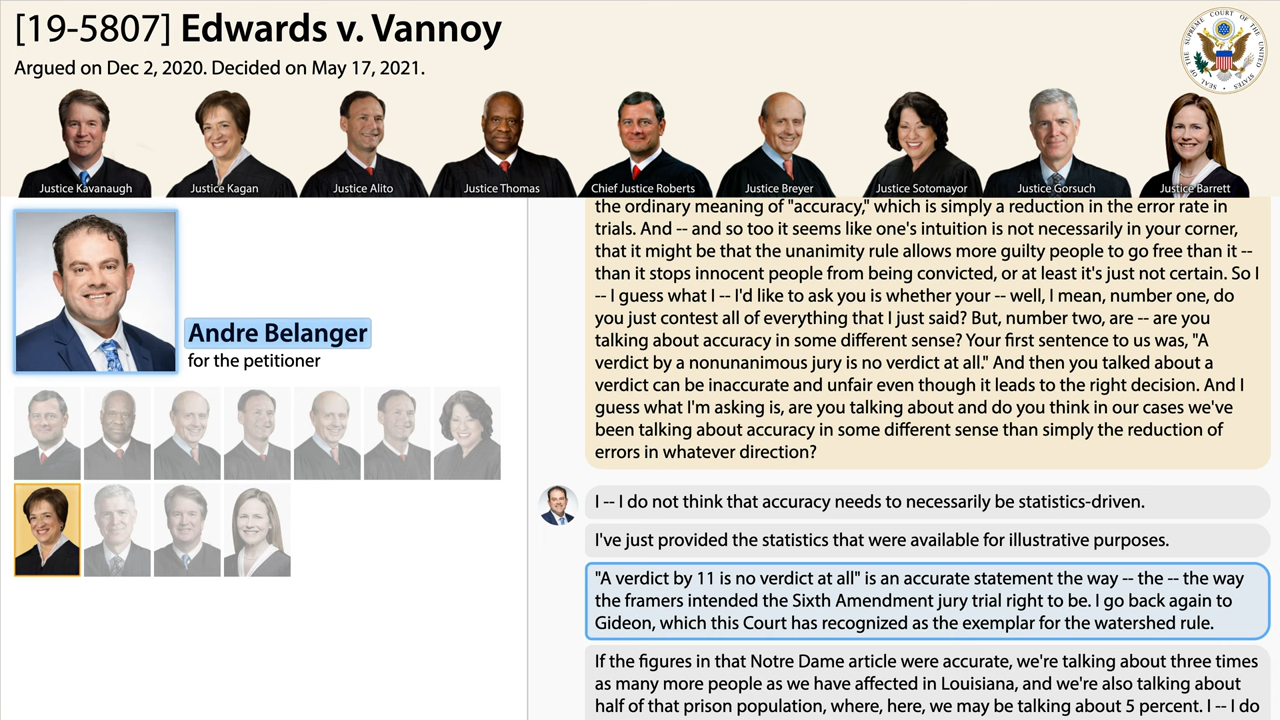 [19-5807] Edwards v. Vannoy
Argued on Dec 2, 2020. Decided on May 17, 2021.
SEAL OF THE SUPREME COURT OF THE UNITED STATES
Justice Kavanaugh
Justice Kagan
Justice Alito
Justice Thomas
Chief Justice Roberts
Justice Breyer
Justice Sotomayor
Justice Gorsuch
Justice Barrett
Andre Belanger
for the petitioner
the ordinary meaning of "accuracy," which is simply a reduction in the error rate in
trials. And -- and so too it seems like one's intuition is not necessarily in your corner,
that it might be that the unanimity rule allows more guilty people to go free than it --
than it stops innocent people from being convicted, or at least it's just not certain. So I
-- I guess what I -- I'd like to ask you is whether your -- well, I mean, number one, do
you just contest all of everything that I just said? But, number two, are -- are you
talking about accuracy in some different sense? Your first sentence to us was, "A
verdict by a nonunanimous jury is no verdict at all." And then you talked about a
verdict can be inaccurate and unfair even though it leads to the right decision. And I
guess what I'm asking is, are you talking about and do you think in our cases we've
been talking about accuracy in some different sense than simply the reduction of
errors in whatever direction?
I -- I do not think that accuracy needs to necessarily be statistics-driven.
I've just provided the statistics that were available for illustrative purposes.
"A verdict by 11 is no verdict at all" is an accurate statement the way -- the -- the way
the framers intended the Sixth Amendment jury trial right to be. I go back again to
Gideon, which this Court has recognized as the exemplar for the watershed rule.
If the figures in that Notre Dame article were accurate, we're talking about three times
as many more people as we have affected in Louisiana, and we're also talking about
half of that prison population, where, here, we may be talking about 5 percent. I -- I do